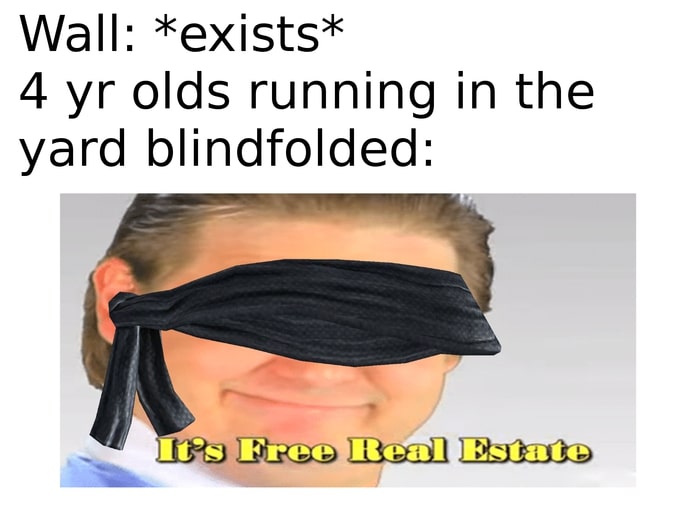 Wall: *exists*
4 yr olds running in the
yard blindfolded:
It's Free Real Estate